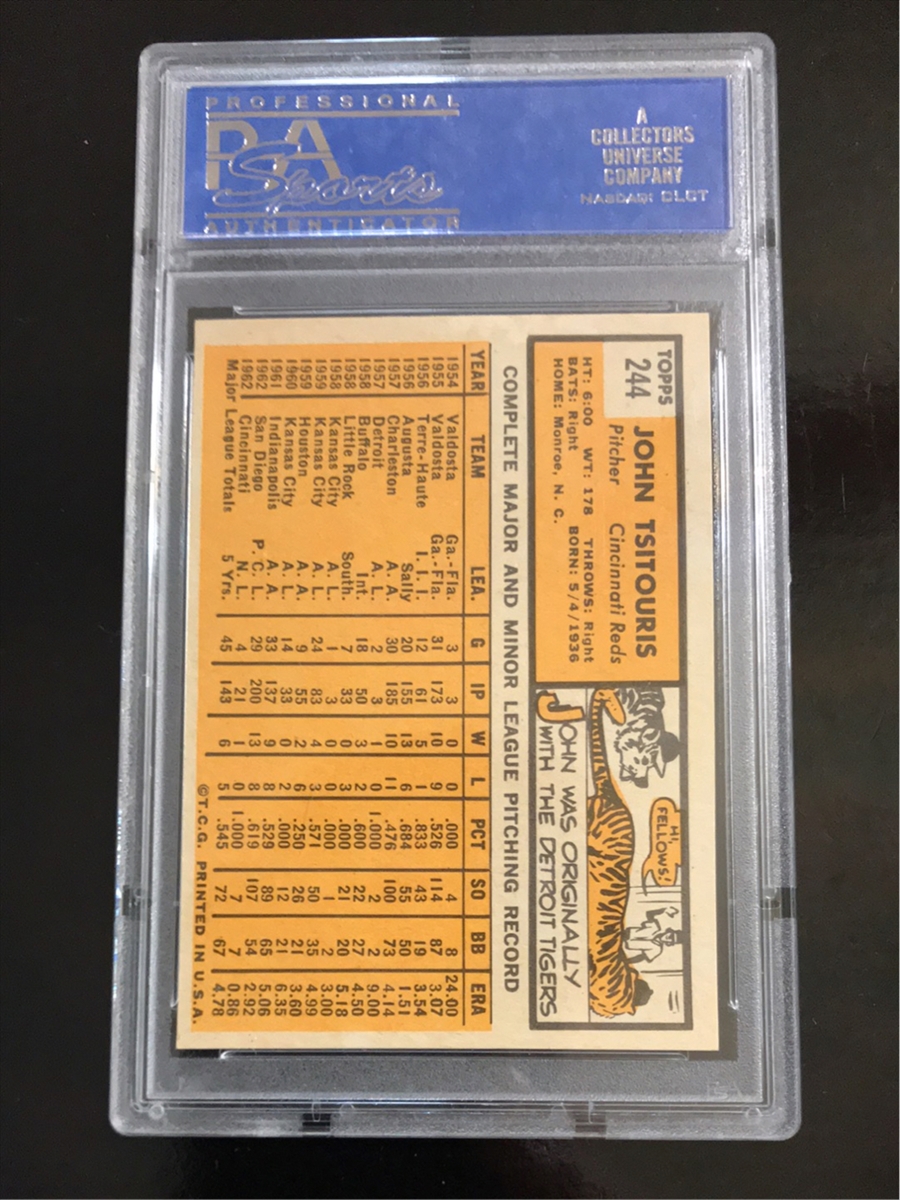 PROFESSIONAL
PSA
Sports
AUTHENTICATOR
A
COLLECTORS
UNIVERSE
COMPANY
NASDAQ: CLCT
TOPPS
244
JOHN TSITOURIS
Pitcher Cincinnati Reds
HT: 6:00 WT: 178 THROWS: Right
BATS: Right BORN: 5/4/1936
HOME: Monroe, N. C.
HI,
FELLOWS!
JOHN WAS ORIGINALLY
WITH THE DETROIT TIGERS
COMPLETE MAJOR AND MINOR LEAGUE PITCHING RECORD
YEAR TEAM LEA. G IP W L PCT SO BB ERA
1954 Valdosta Ga.-Fla. 3 3 0 0 .000 4 8 24.00
1955 Valdosta Ga.-Fla. 31 173 10 9 .526 114 87 3.07
1956 Terre-Haute I. I. I. 12 61 5 1 .833 43 19 3.54
1956 Augusta Sally 20 155 13 6 .684 55 50 1.51
1957 Charleston A. A. 30 185 10 11 .476 100 73 4.14
1957 Detroit A. L. 2 3 1 0 1.000 2 2 9.00
1958 Buffalo Int. 18 50 3 2 .600 22 27 4.50
1958 Little Rock South. 7 33 0 3 .000 21 20 5.18
1958 Kansas City A. L. 1 3 0 0 .000 1 2 3.00
1959 Kansas City A. L. 24 83 4 3 .571 50 35 4.99
1959 Houston A. A. 9 55 2 6 .250 26 21 3.60
1960 Kansas City A. L. 14 33 0 2 .000 12 21 6.35
1961 Indianapolis A. A. 33 137 9 8 .529 89 65 5.06
1962 San Diego P. C. L. 29 200 13 8 .619 107 54 2.92
1962 Cincinnati N. L. 4 21 1 0 1.000 7 7 0.86
Major League Totals 5 Yrs. 45 143 6 5 .545 72 67 4.78
©T.C.G. PRINTED IN U.S.A.